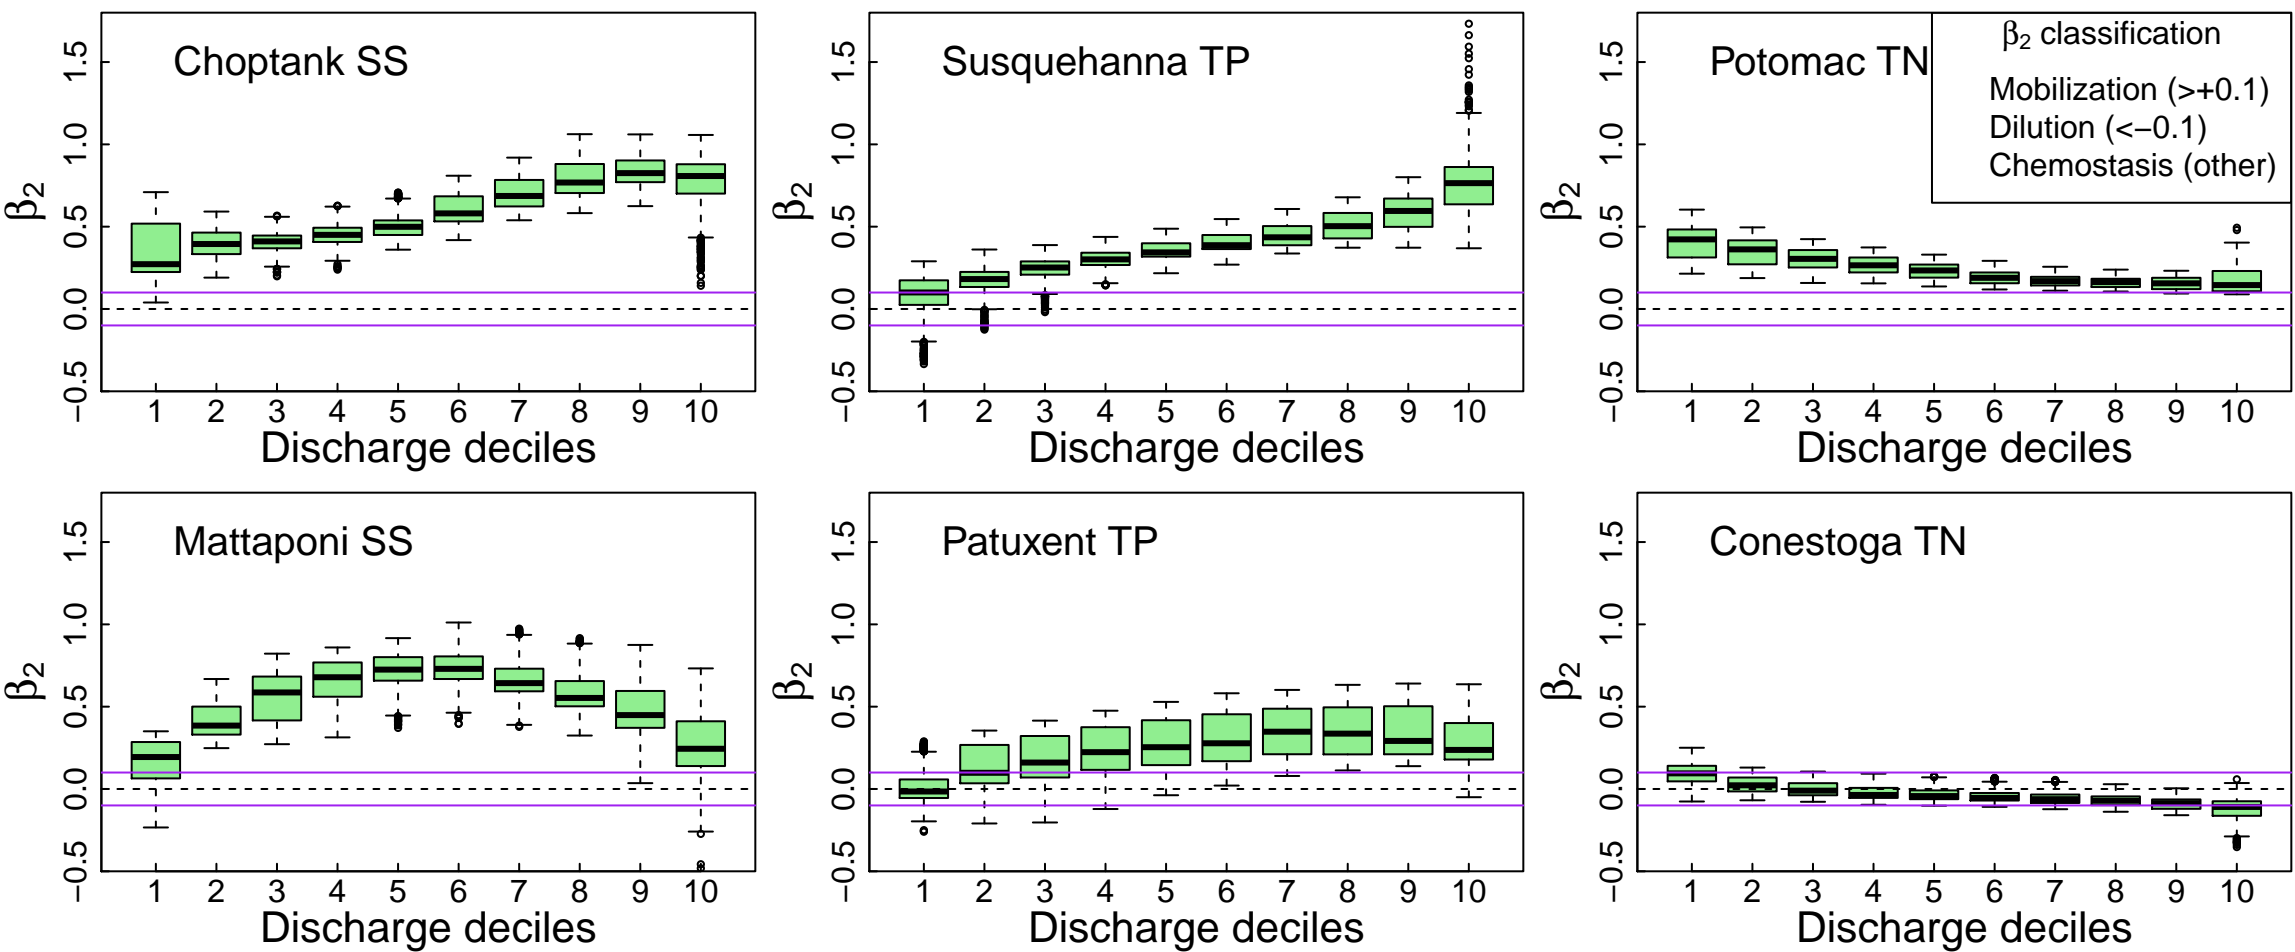 Choptank SS
β2
−0.5 0.0 0.5 1.0 1.5
1 2 3 4 5 6 7 8 9 10
Discharge deciles
Susquehanna TP
β2
−0.5 0.0 0.5 1.0 1.5
1 2 3 4 5 6 7 8 9 10
Discharge deciles
Potomac TN
β2 classification
Mobilization (>+0.1)
Dilution (<−0.1)
Chemostasis (other)
β2
−0.5 0.0 0.5 1.0 1.5
1 2 3 4 5 6 7 8 9 10
Discharge deciles
Mattaponi SS
β2
−0.5 0.0 0.5 1.0 1.5
1 2 3 4 5 6 7 8 9 10
Discharge deciles
Patuxent TP
β2
−0.5 0.0 0.5 1.0 1.5
1 2 3 4 5 6 7 8 9 10
Discharge deciles
Conestoga TN
β2
−0.5 0.0 0.5 1.0 1.5
1 2 3 4 5 6 7 8 9 10
Discharge deciles